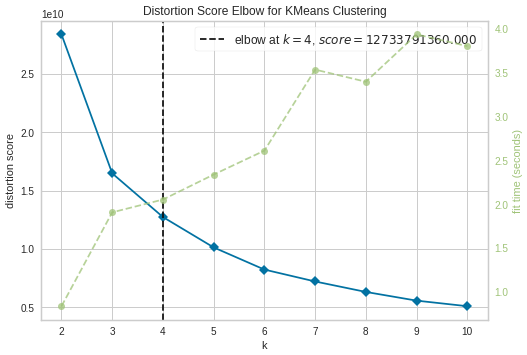 Distortion Score Elbow for KMeans Clustering
1e10
elbow at k = 4, score = 12733791360.000
2.5
2.0
1.5
1.0
0.5
distortion score
4.0
3.5
3.0
2.5
2.0
1.5
1.0
fit time (seconds)
2 3 4 5 6 7 8 9 10
k